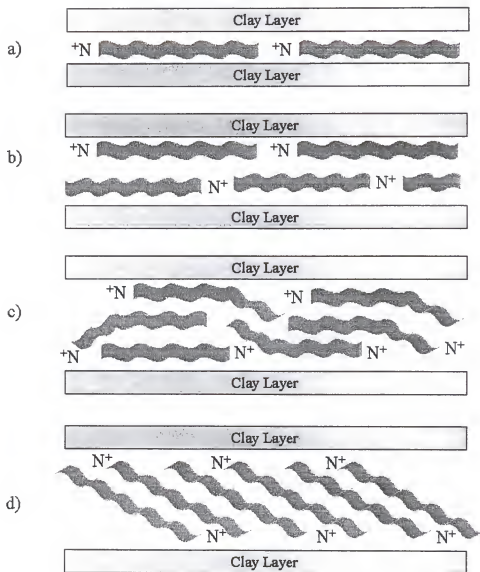 Clay Layer
a)
+N +N
Clay Layer
Clay Layer
+N +N
b)
N+ N+
Clay Layer
Clay Layer
+N +N
c)
+N N+ N+
Clay Layer
Clay Layer
N+ N+ N+
d)
N+ N+ N+
Clay Layer